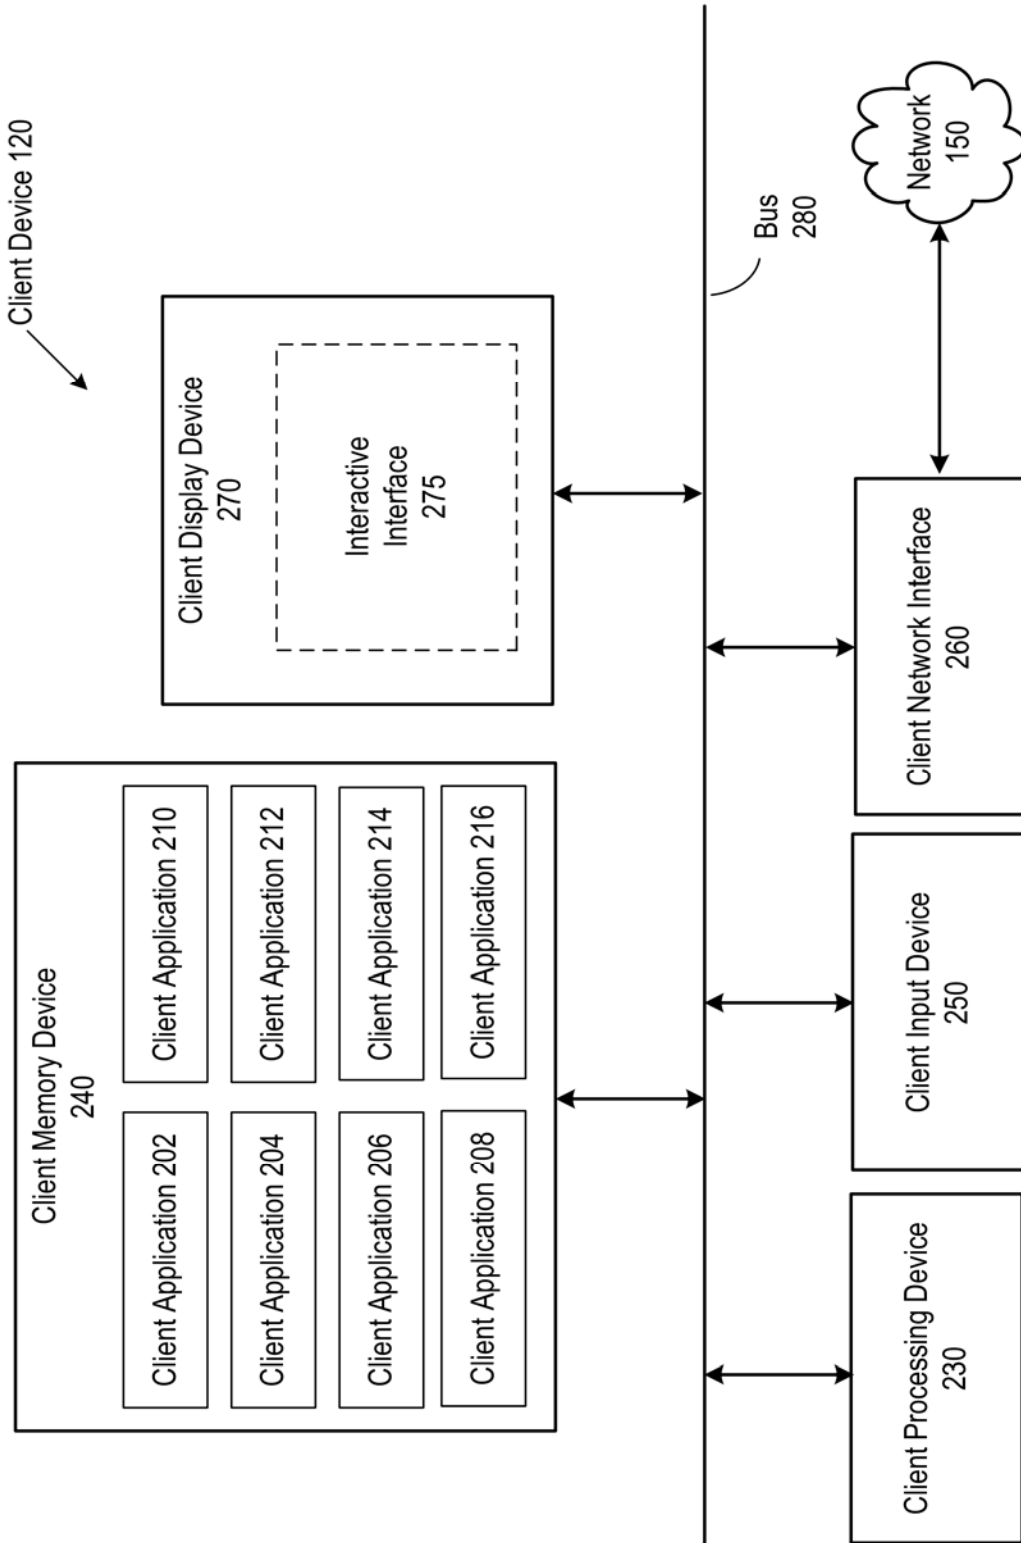 Client Device 120
Client Memory Device
240
Client Application 202
Client Application 210
Client Application 204
Client Application 212
Client Application 206
Client Application 214
Client Application 208
Client Application 216
Client Display Device
270
Interactive
Interface
275
Bus
280
Client Processing Device
230
Client Input Device
250
Client Network Interface
260
Network
150